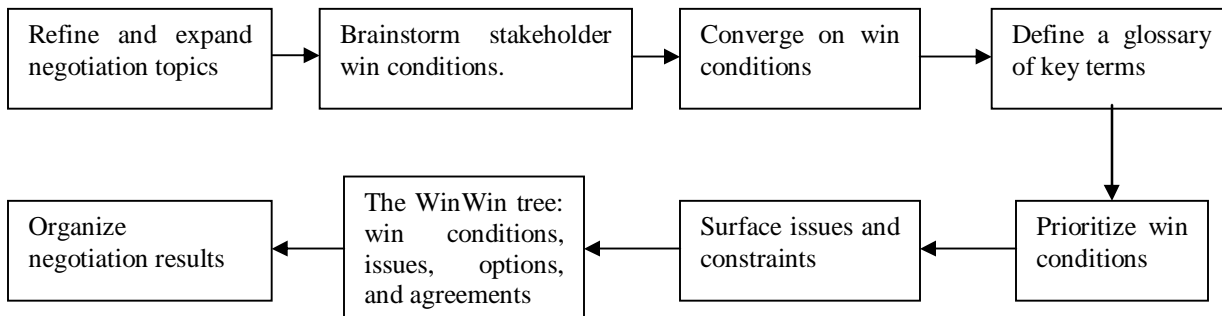 Refine and expand
negotiation topics
Brainstorm stakeholder
win conditions.
Converge on win
conditions
Define a glossary
of key terms
Prioritize win
conditions
Surface issues and
constraints
The WinWin tree:
win conditions,
issues, options,
and agreements
Organize
negotiation results